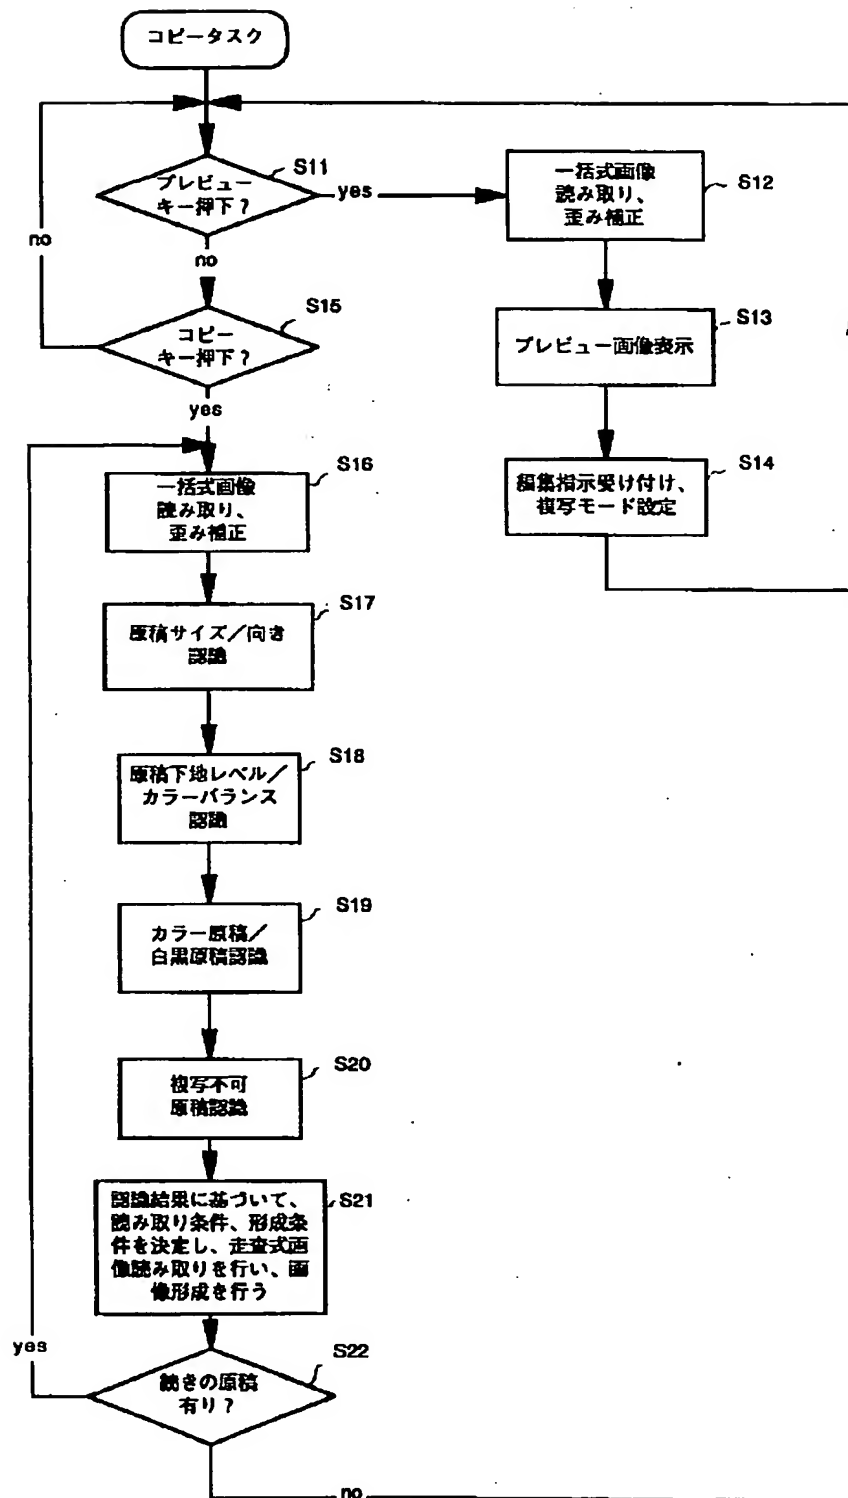 コピータスク
S11
プレビュー
キー押下？
yes
no
no
一括式画像
読み取り、
歪み補正
S12
プレビュー画像表示
S13
編集指示受け付け、
複写モード設定
S14
S15
コピー
キー押下？
yes
S16
一括式画像
読み取り、
歪み補正
S17
原稿サイズ／向き
認識
S18
原稿下地レベル／
カラーバランス
認識
S19
カラー原稿／
白黒原稿認識
S20
複写不可
原稿認識
S21
認識結果に基づいて、
読み取り条件、形成条
件を決定し、走査式画
像読み取りを行い、画
像形成を行う
yes
S22
続きの原稿
有り？
no